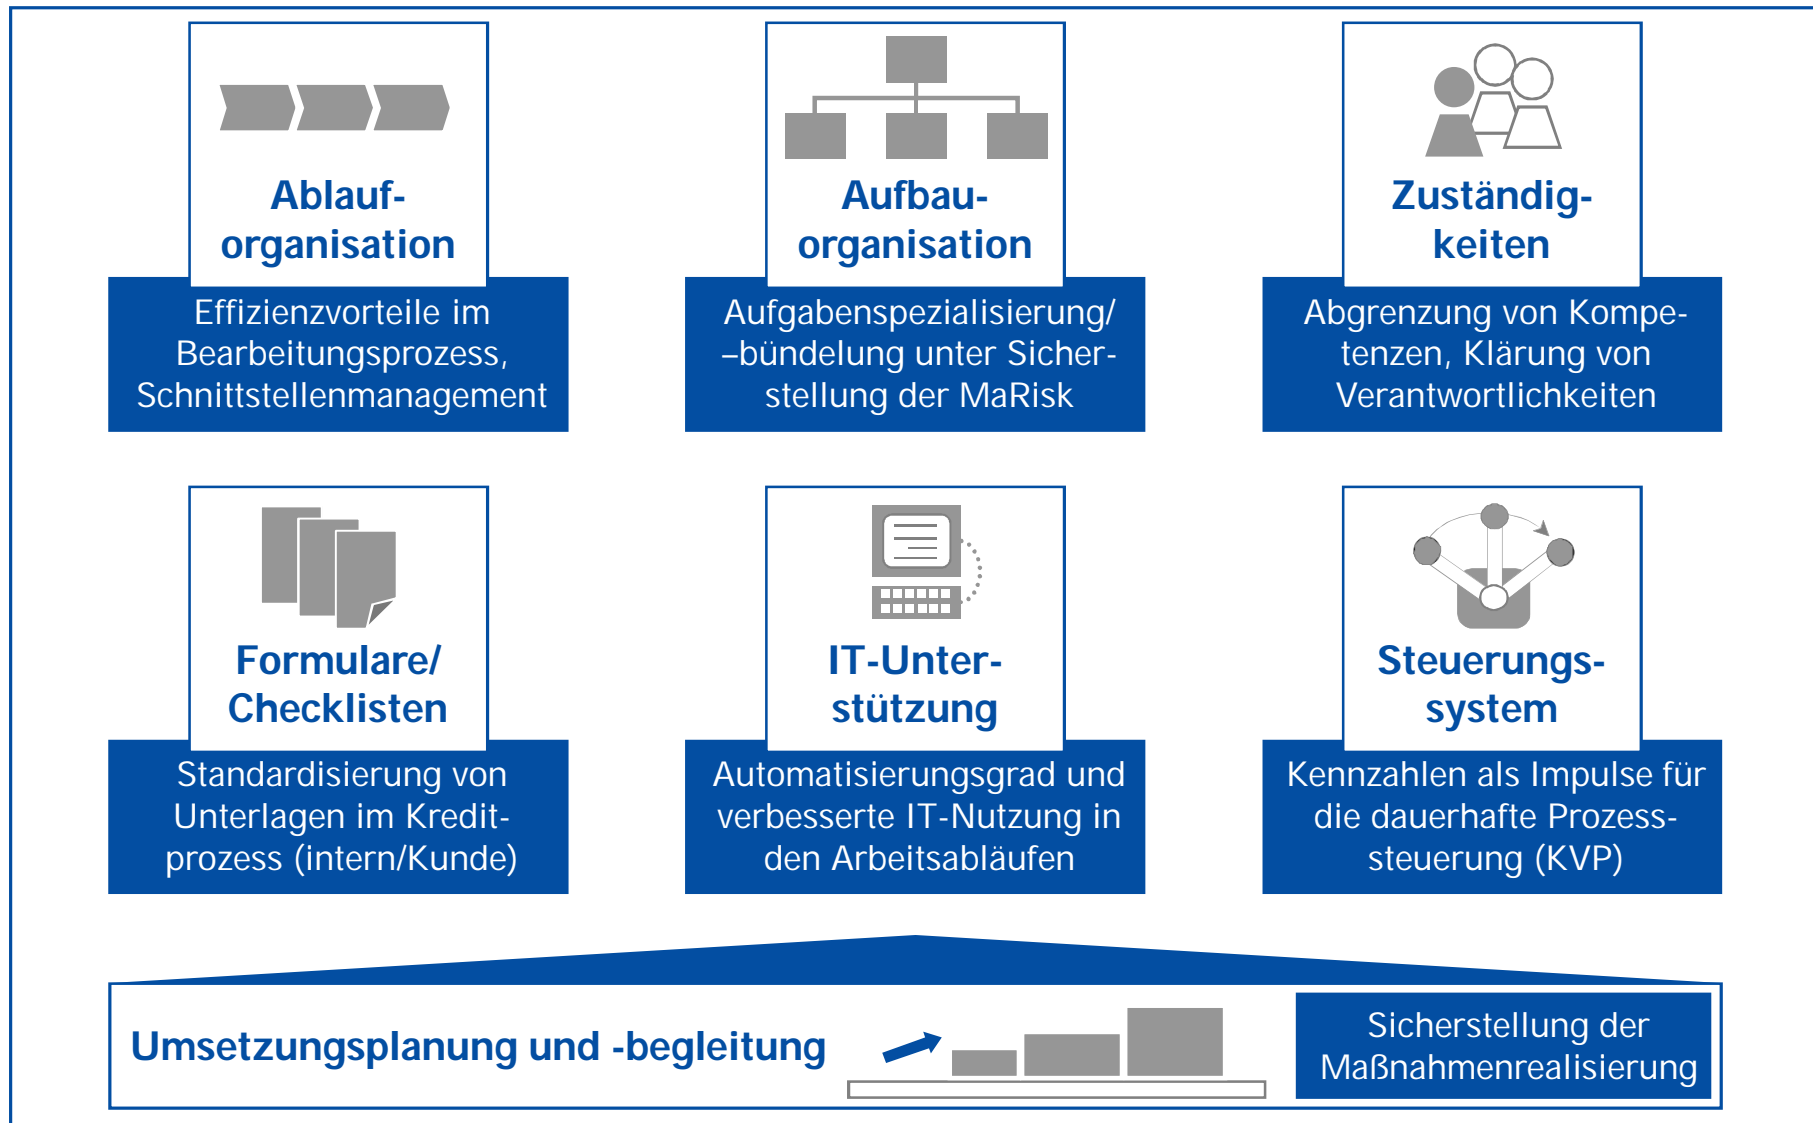 Ablauf-
organisation
Effizienzvorteile im
Bearbeitungsprozess,
Schnittstellenmanagement
Aufbau-
organisation
Aufgabenspezialisierung/
–bündelung unter Sicher-
stellung der MaRisk
Zuständig-
keiten
Abgrenzung von Kompe-
tenzen, Klärung von
Verantwortlichkeiten
Formulare/
Checklisten
Standardisierung von
Unterlagen im Kredit-
prozess (intern/Kunde)
IT-Unter-
stützung
Automatisierungsgrad und
verbesserte IT-Nutzung in
den Arbeitsabläufen
Steuerungs-
system
Kennzahlen als Impulse für
die dauerhafte Prozess-
steuerung (KVP)
Umsetzungsplanung und -begleitung
Sicherstellung der
Maßnahmenrealisierung